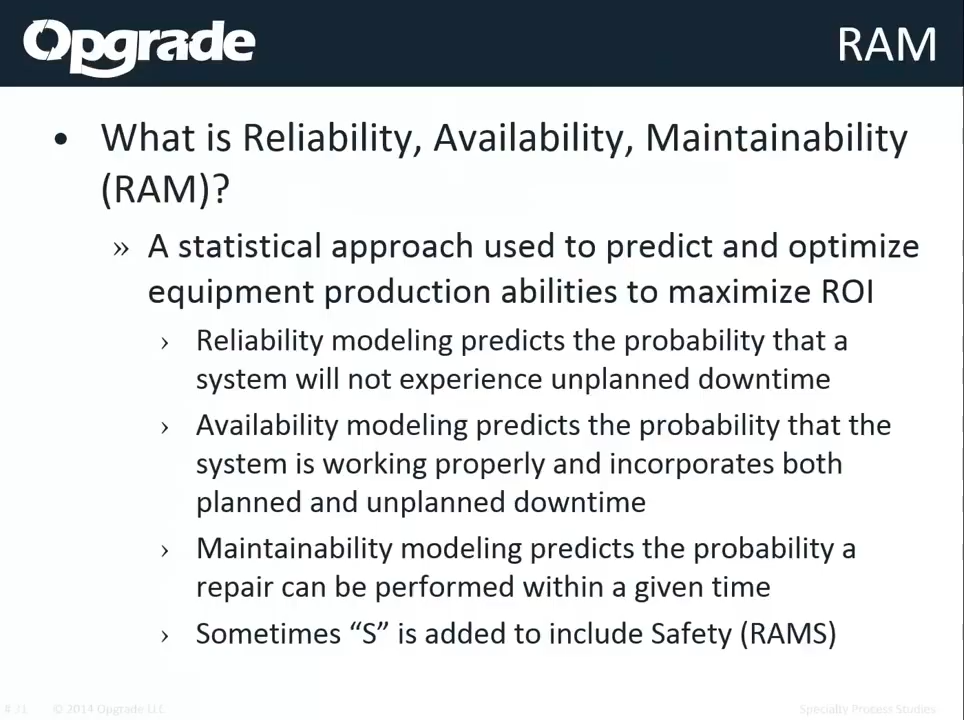 Opgrade
RAM
• What is Reliability, Availability, Maintainability
(RAM)?
» A statistical approach used to predict and optimize
equipment production abilities to maximize ROI
› Reliability modeling predicts the probability that a
system will not experience unplanned downtime
› Availability modeling predicts the probability that the
system is working properly and incorporates both
planned and unplanned downtime
› Maintainability modeling predicts the probability a
repair can be performed within a given time
› Sometimes “S” is added to include Safety (RAMS)
# 31 © 2014 Opgrade LLC Specialty Process Studies